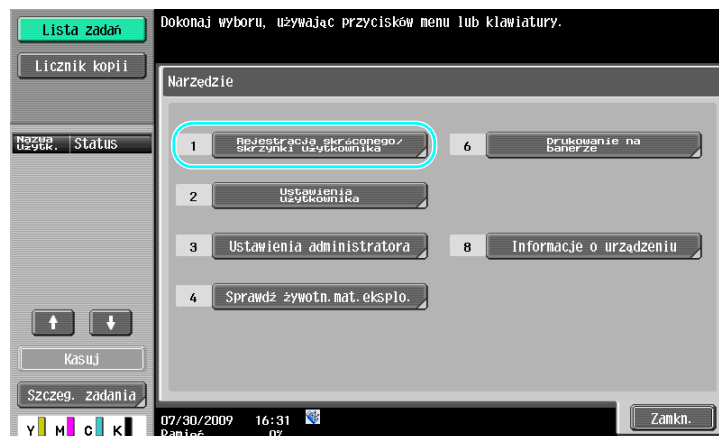 Lista zadań
Licznik kopii
Nazwa użytk.
Status
Kasuj
Szczeg. zadania
Y M C K
Dokonaj wyboru, używając przycisków menu lub klawiatury.
Narzędzie
1 Rejestracja skróconego/
skrzynki użytkownika
2 Ustawienia
użytkownika
3 Ustawienia administratora
4 Sprawdź żywotn.mat.eksplo.
6 Drukowanie na
banerze
8 Informacje o urządzeniu
07/30/2009 16:31
Pamięć 0%
Zamkn.